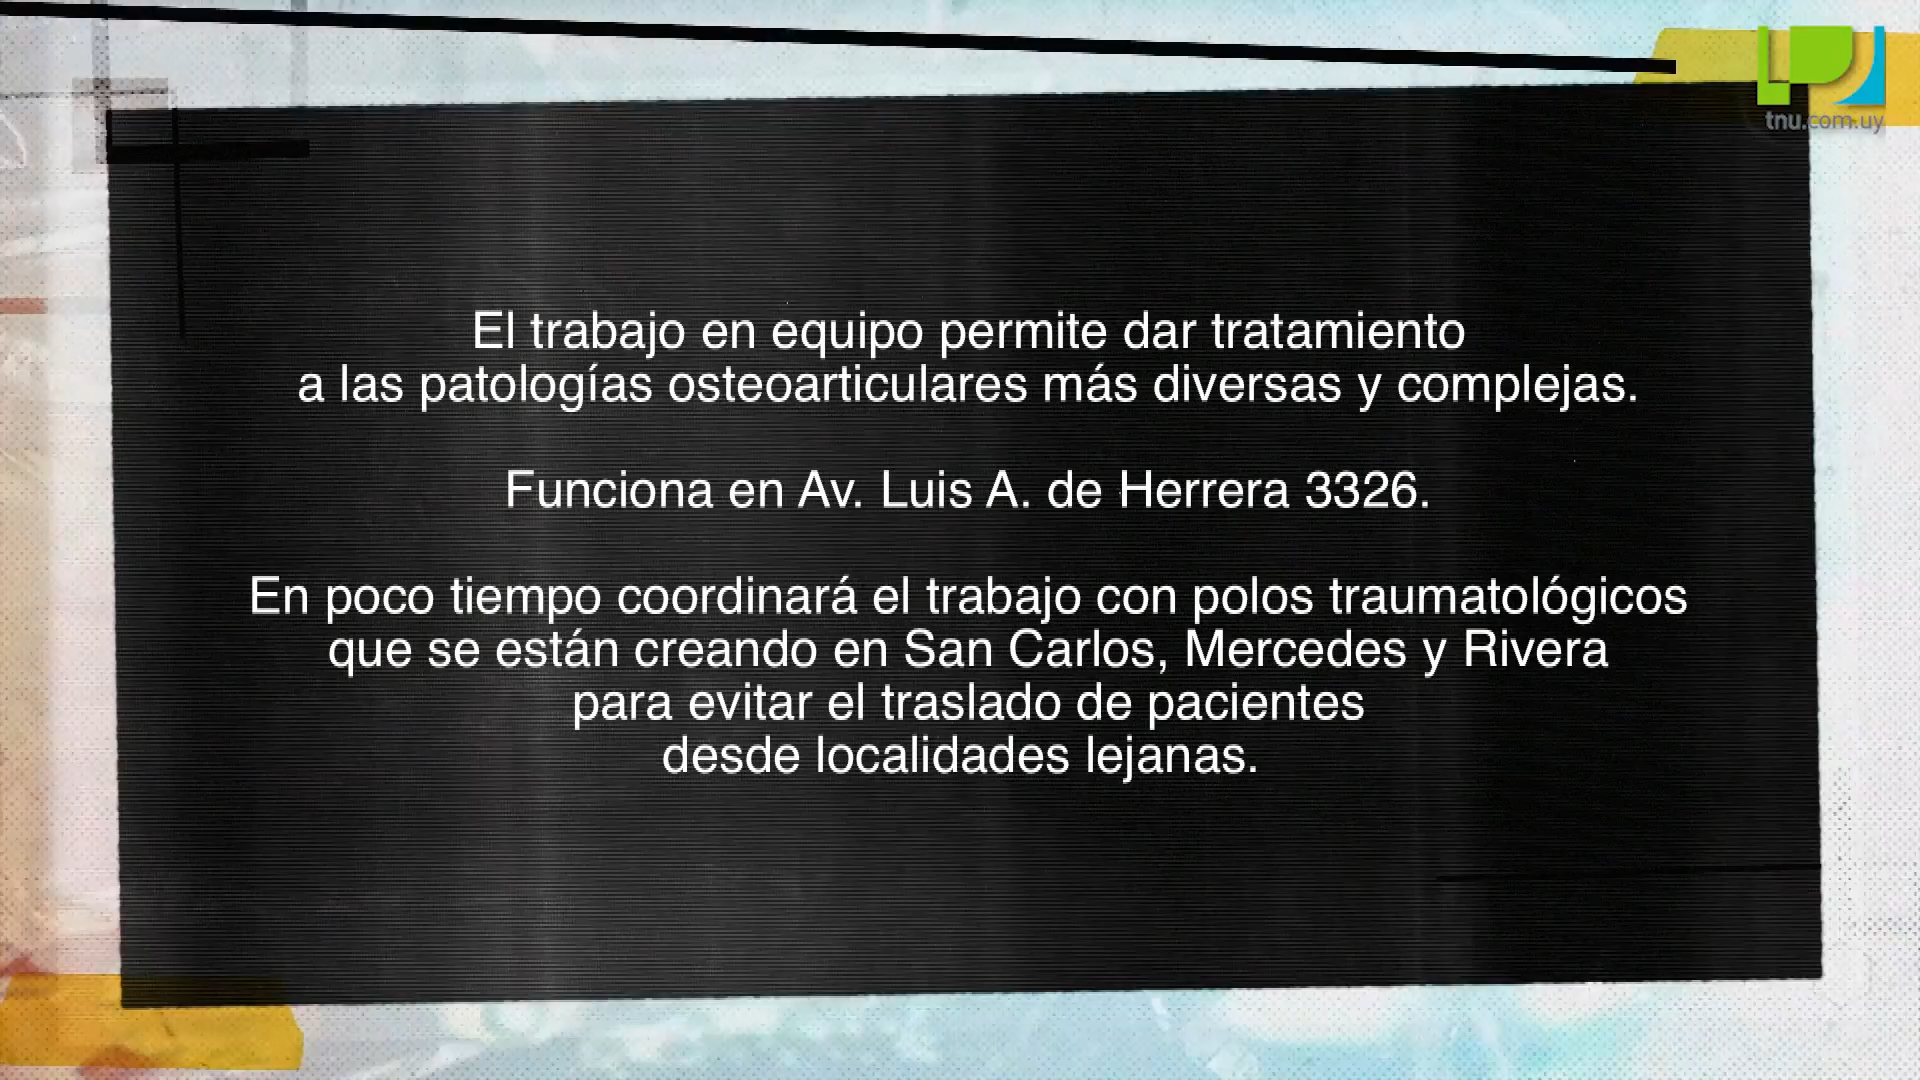 tnu.com.uy
El trabajo en equipo permite dar tratamiento
a las patologías osteoarticulares más diversas y complejas.
Funciona en Av. Luis A. de Herrera 3326.
En poco tiempo coordinará el trabajo con polos traumatológicos
que se están creando en San Carlos, Mercedes y Rivera
para evitar el traslado de pacientes
desde localidades lejanas.